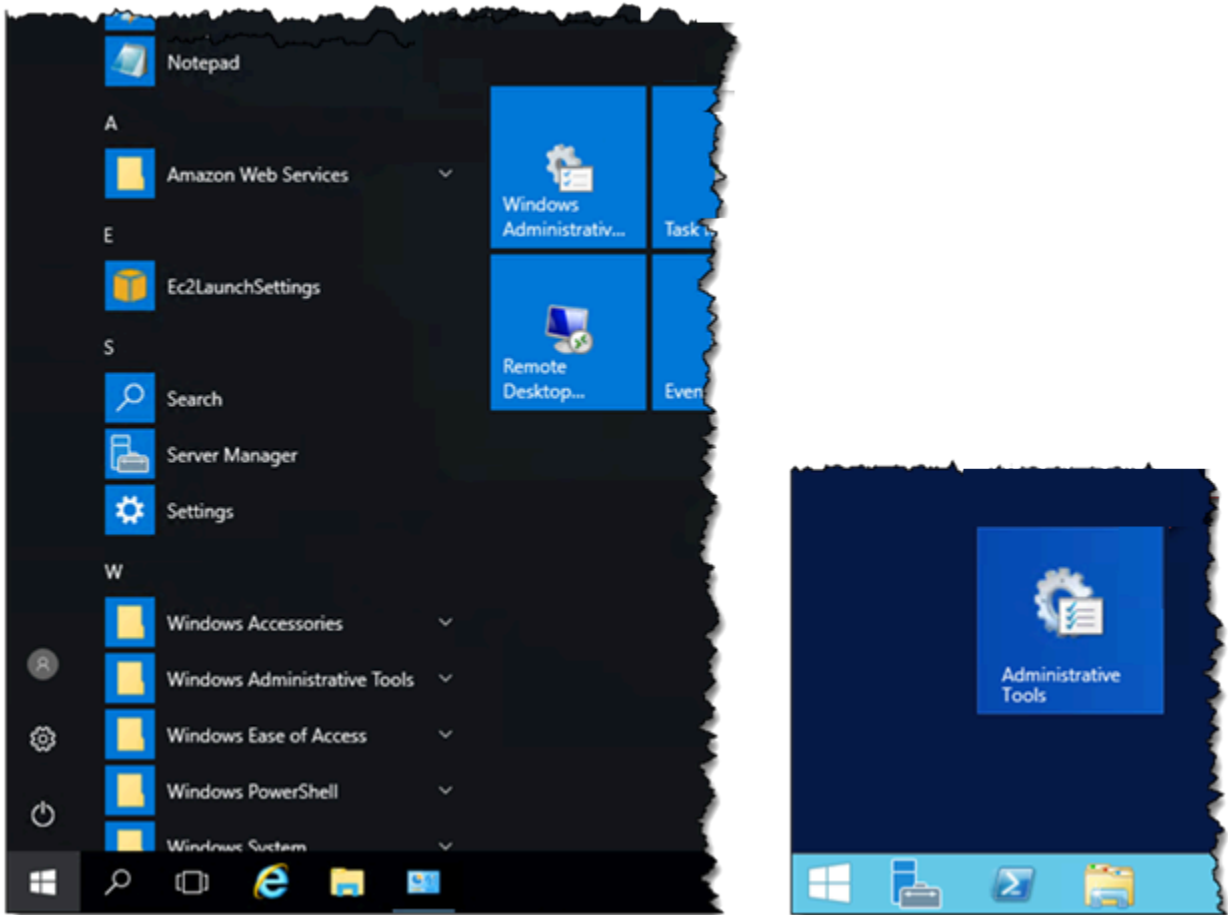 Notepad
A
Amazon Web Services
E
Ec2LaunchSettings
S
Search
Server Manager
Settings
W
Windows Accessories
Windows Administrative Tools
Windows Ease of Access
Windows PowerShell
Windows System
Windows
Administrativ...
Task
Remote
Desktop...
Even
Administrative
Tools